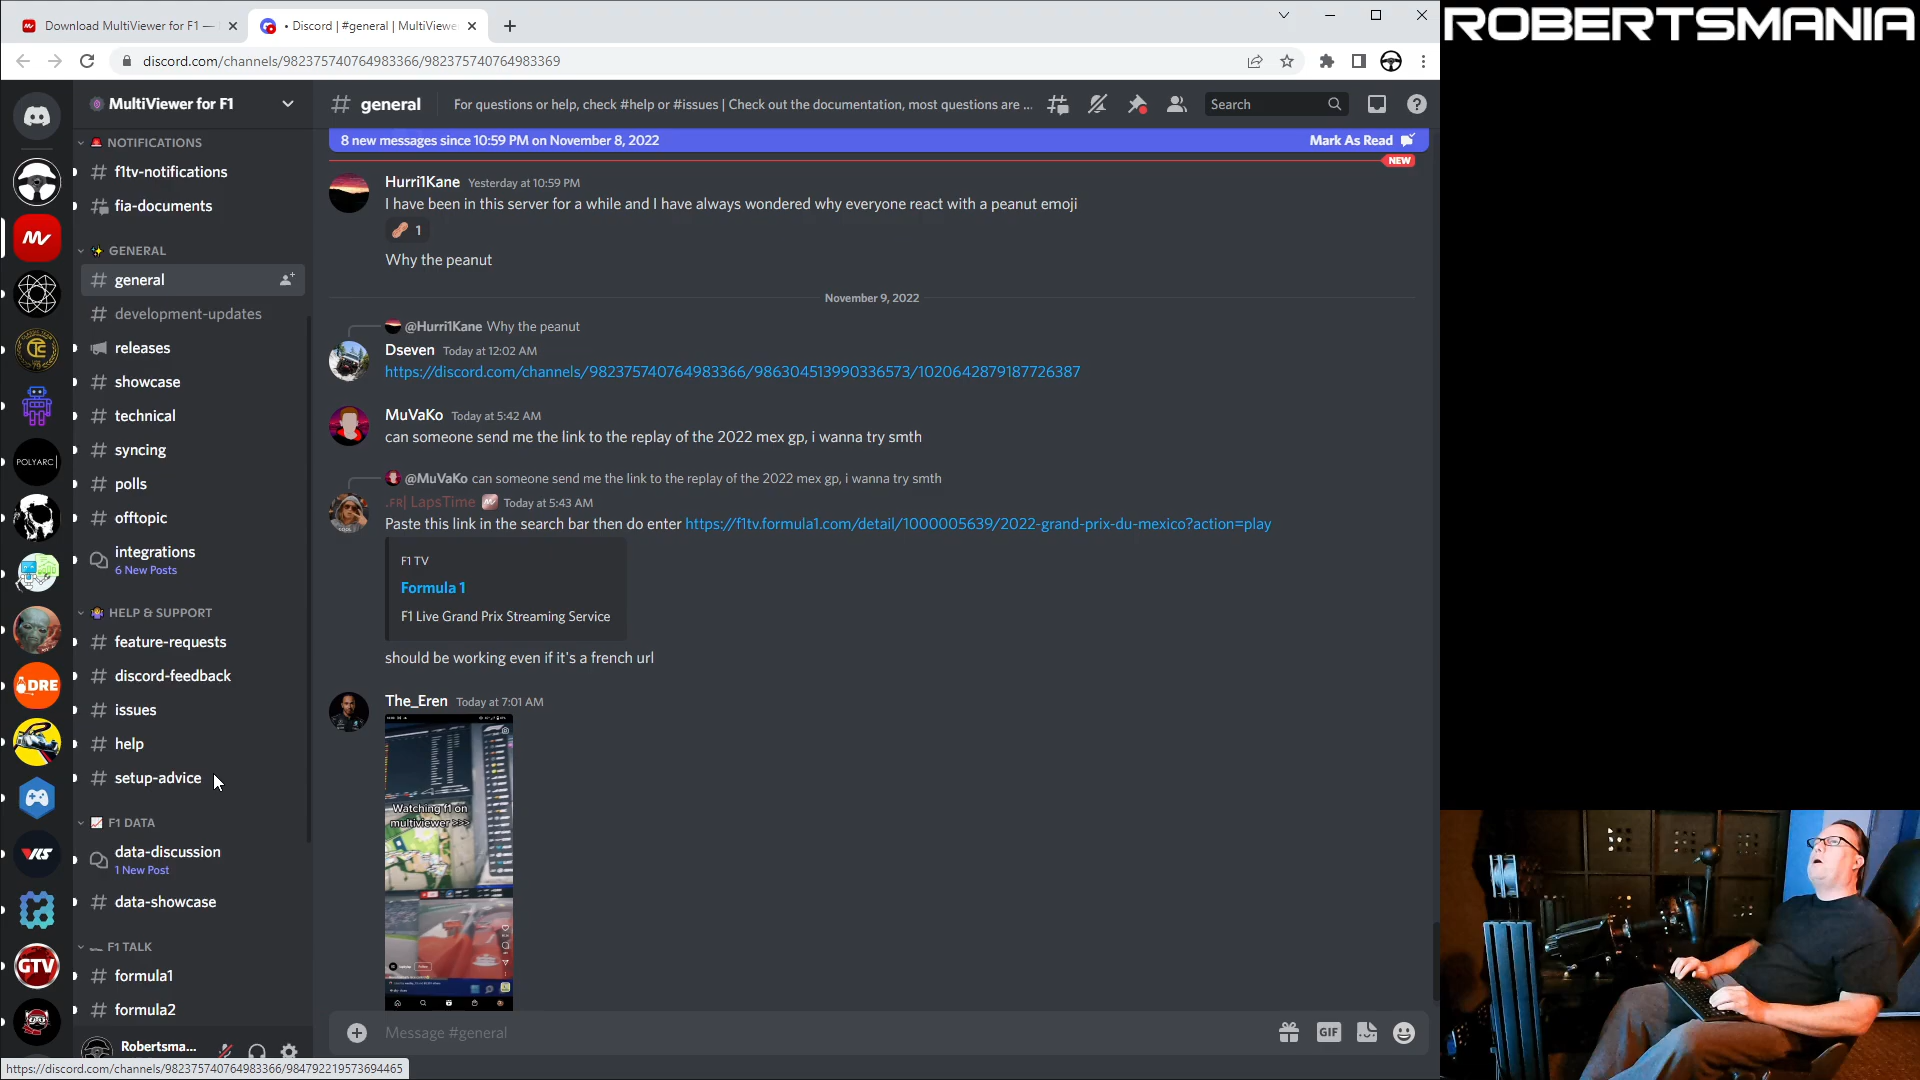 Download MultiViewer for F1 —
• Discord | #general | MultiViewer
ROBERTSMANIA
discord.com/channels/982375740764983366/982375740764983369
MultiViewer for F1
NOTIFICATIONS
f1tv-notifications
fia-documents
GENERAL
general
development-updates
releases
showcase
technical
syncing
polls
offtopic
integrations
6 New Posts
HELP & SUPPORT
feature-requests
discord-feedback
issues
help
setup-advice
F1 DATA
data-discussion
1 New Post
data-showcase
F1 TALK
formula1
formula2
Robertsma...
POLYARC
DRE
GTV
# general
For questions or help, check #help or #issues | Check out the documentation, most questions are ...
Search
8 new messages since 10:59 PM on November 8, 2022
Mark As Read
NEW
Hurri1Kane Yesterday at 10:59 PM
I have been in this server for a while and I have always wondered why everyone react with a peanut emoji
1
Why the peanut
November 9, 2022
@Hurri1Kane Why the peanut
Dseven Today at 12:02 AM
https://discord.com/channels/982375740764983366/986304513990336573/1020642879187726387
MuVaKo Today at 5:42 AM
can someone send me the link to the replay of the 2022 mex gp, i wanna try smth
@MuVaKo can someone send me the link to the replay of the 2022 mex gp, i wanna try smth
.FR| LapsTime Today at 5:43 AM
Paste this link in the search bar then do enter https://f1tv.formula1.com/detail/1000005639/2022-grand-prix-du-mexico?action=play
F1 TV
Formula 1
F1 Live Grand Prix Streaming Service
should be working even if it's a french url
The_Eren Today at 7:01 AM
Watching f1 on
multiviewer >>>
Message #general
GIF
https://discord.com/channels/982375740764983366/984792219573694465